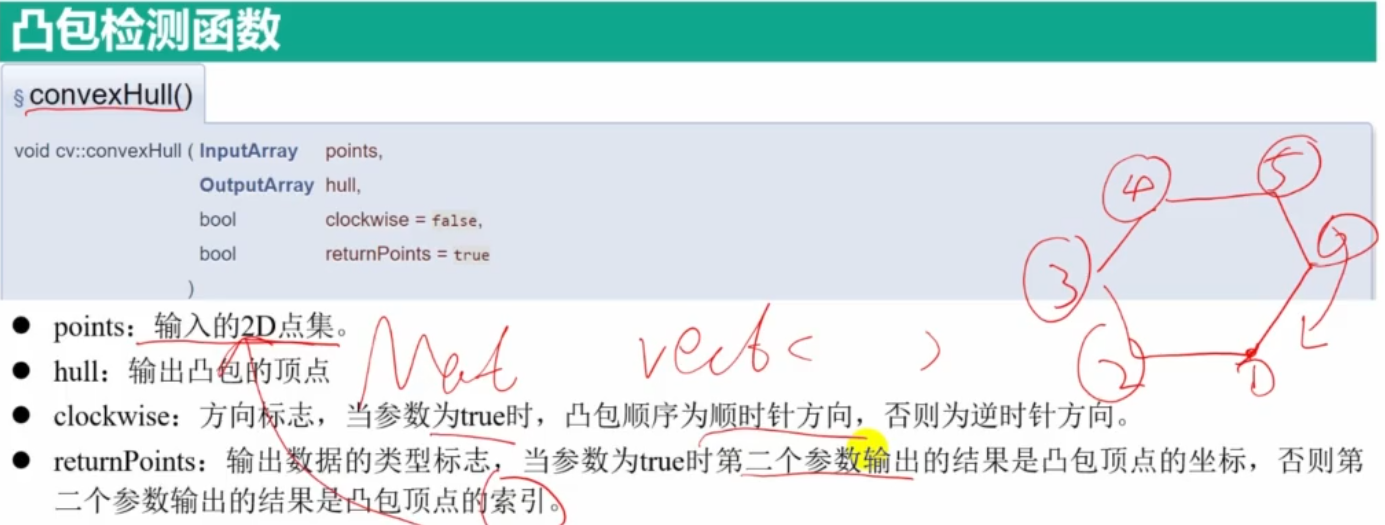 凸包检测函数
§ convexHull()
void cv::convexHull ( InputArray points,
OutputArray hull,
bool clockwise = false,
bool returnPoints = true
)
● points：输入的2D点集。
● hull：输出凸包的顶点
● clockwise：方向标志，当参数为true时，凸包顺序为顺时针方向，否则为逆时针方向。
● returnPoints：输出数据的类型标志，当参数为true时第二个参数输出的结果是凸包顶点的坐标，否则第
二个参数输出的结果是凸包顶点的索引。
Mat vect< >
4 5
3
2